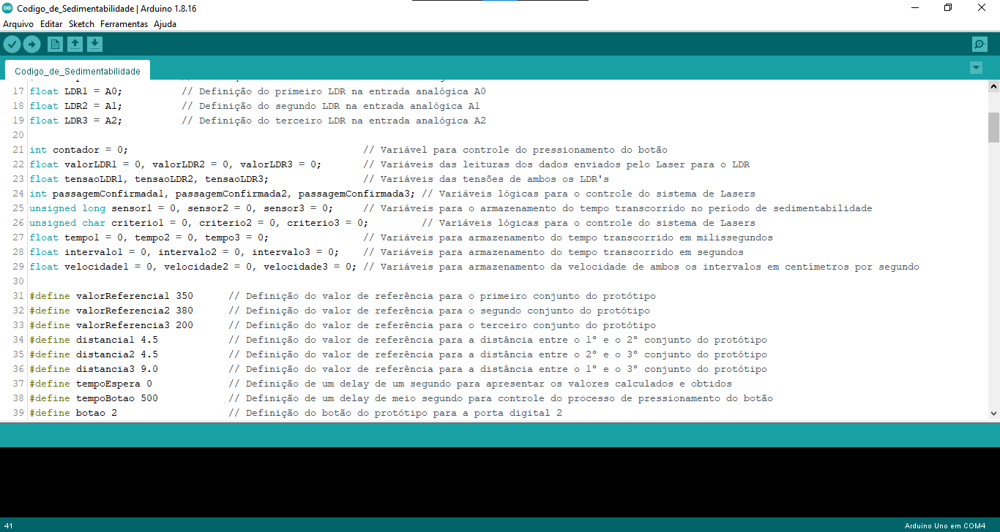 Codigo_de_Sedimentabilidade | Arduino 1.8.16
Arquivo Editar Sketch Ferramentas Ajuda
Codigo_de_Sedimentabilidade
17 float LDR1 = A0; // Definição do primeiro LDR na entrada analógica A0
18 float LDR2 = A1; // Definição do segundo LDR na entrada analógica A1
19 float LDR3 = A2; // Definição do terceiro LDR na entrada analógica A2
20
21 int contador = 0; // Variável para controle do pressionamento do botão
22 float valorLDR1 = 0, valorLDR2 = 0, valorLDR3 = 0; // Variáveis das leituras dos dados enviados pelo Laser para o LDR
23 float tensaoLDR1, tensaoLDR2, tensaoLDR3; // Variáveis das tensões de ambos os LDR's
24 int passagemConfirmada1, passagemConfirmada2, passagemConfirmada3; // Variáveis lógicas para o controle do sistema de Lasers
25 unsigned long sensor1 = 0, sensor2 = 0, sensor3 = 0; // Variáveis para o armazenamento do tempo transcorrido no período de sedimentabilidade
26 unsigned char criterio1 = 0, criterio2 = 0, criterio3 = 0; // Variáveis lógicas para o controle do sistema de Lasers
27 float tempo1 = 0, tempo2 = 0, tempo3 = 0; // Variáveis para armazenamento do tempo transcorrido em milissegundos
28 float intervalo1 = 0, intervalo2 = 0, intervalo3 = 0; // Variáveis para armazenamento do tempo transcorrido em segundos
29 float velocidade1 = 0, velocidade2 = 0, velocidade3 = 0; // Variáveis para armazenamento da velocidade de ambos os intervalos em centímetros por segundo
30
31 #define valorReferencia1 350 // Definição do valor de referência para o primeiro conjunto do protótipo
32 #define valorReferencia2 380 // Definição do valor de referência para o segundo conjunto do protótipo
33 #define valorReferencia3 200 // Definição do valor de referência para o terceiro conjunto do protótipo
34 #define distancia1 4.5 // Definição do valor de referência para a distância entre o 1º e o 2º conjunto do protótipo
35 #define distancia2 4.5 // Definição do valor de referência para a distância entre o 2º e o 3º conjunto do protótipo
36 #define distancia3 9.0 // Definição do valor de referência para a distância entre o 1º e o 3º conjunto do protótipo
37 #define tempoEspera 0 // Definição de um delay de um segundo para apresentar os valores calculados e obtidos
38 #define tempoBotao 500 // Definição de um delay de meio segundo para controle do processo de pressionamento do botão
39 #define botao 2 // Definição do botão do protótipo para a porta digital 2
41
Arduino Uno em COM4